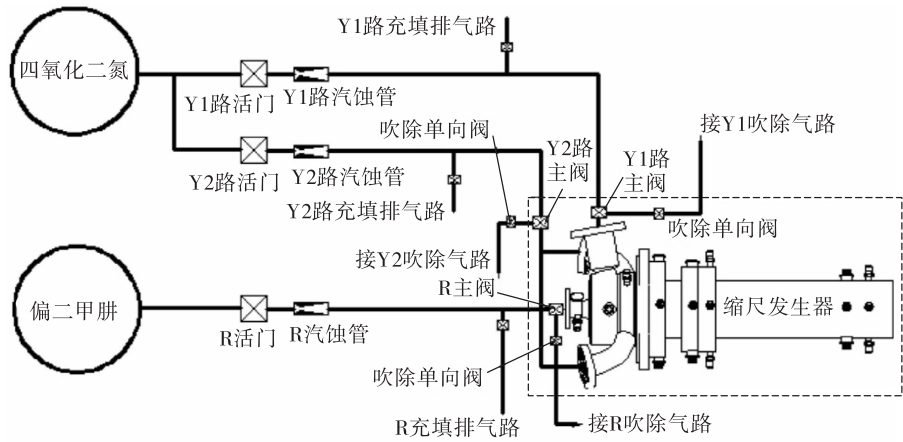 Y1路充填排气路
四氧化二氮
Y1路活门
Y1路汽蚀管
吹除单向阀
接Y1吹除气路
Y2路
主阀
Y1路
主阀
Y2路活门
Y2路汽蚀管
Y2路充填排气路
吹除单向阀
接Y2吹除气路
R主阀
偏二甲肼
缩尺发生器
R活门
R汽蚀管
吹除单向阀
R充填排气路
接R吹除气路